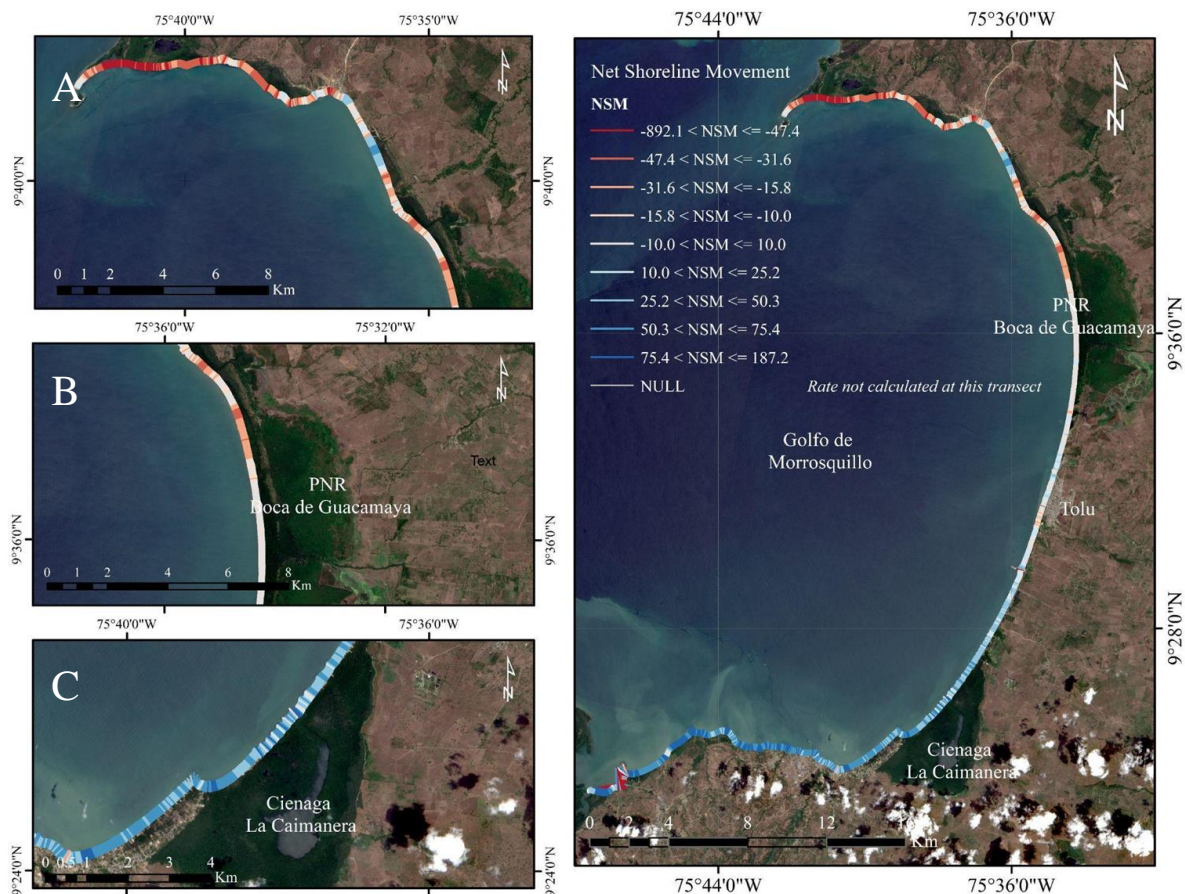 75°40'0"W 75°35'0"W
A
N
9°40'0"N
0 1 2 4 6 8
Km
75°36'0"W 75°32'0"W
B
N
Text
PNR
Boca de Guacamaya
9°36'0"N 9°36'0"N
0 1 2 4 6 8
Km
75°40'0"W 75°36'0"W
C
N
Cienaga
La Caimanera
0 0,5 1 2 3 4
Km
9°24'0"N 9°24'0"N
75°44'0"W 75°36'0"W
N
Net Shoreline Movement
NSM
-892.1 < NSM <= -47.4
-47.4 < NSM <= -31.6
-31.6 < NSM <= -15.8
-15.8 < NSM <= -10.0
-10.0 < NSM <= 10.0
10.0 < NSM <= 25.2
25.2 < NSM <= 50.3
50.3 < NSM <= 75.4
75.4 < NSM <= 187.2
NULL
Rate not calculated at this transect
PNR
Boca de Guacamaya
9°36'0"N
Golfo de
Morrosquillo
Tolu
9°28'0"N
Cienaga
La Caimanera
0 2 4 8 12
Km
75°44'0"W 75°36'0"W